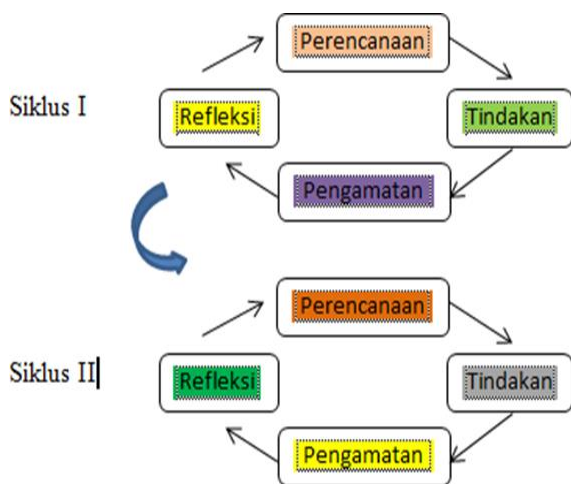 Perencanaan
Siklus I
Refleksi
Tindakan
Pengamatan
Perencanaan
Siklus II
Refleksi
Tindakan
Pengamatan